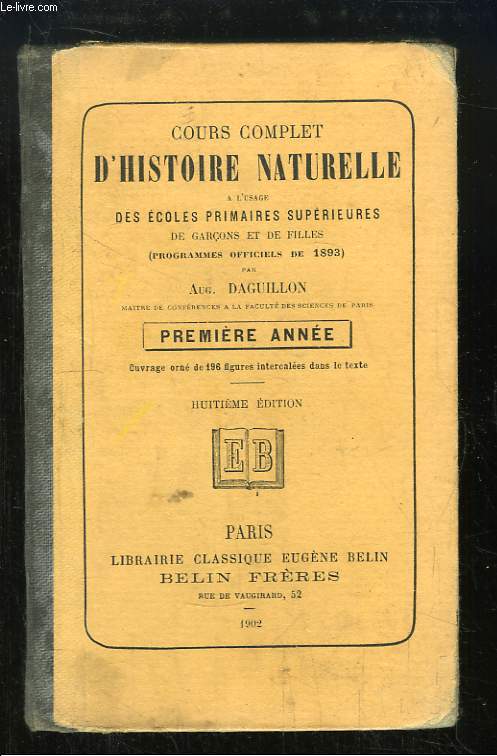 Le-livre.com
COURS COMPLET
D'HISTOIRE NATURELLE
A L'USAGE
DES ÉCOLES PRIMAIRES SUPÉRIEURES
DE GARÇONS ET DE FILLES
(PROGRAMMES OFFICIELS DE 1893)
PAR
AUG. DAGUILLON
MAITRE DE CONFÉRENCES A LA FACULTÉ DES SCIENCES DE PARIS
PREMIÈRE ANNÉE
Ouvrage orné de 196 figures intercalées dans le texte
HUITIÈME ÉDITION
E B
PARIS
LIBRAIRIE CLASSIQUE EUGÈNE BELIN
BELIN FRÈRES
RUE DE VAUGIRARD, 52
1902